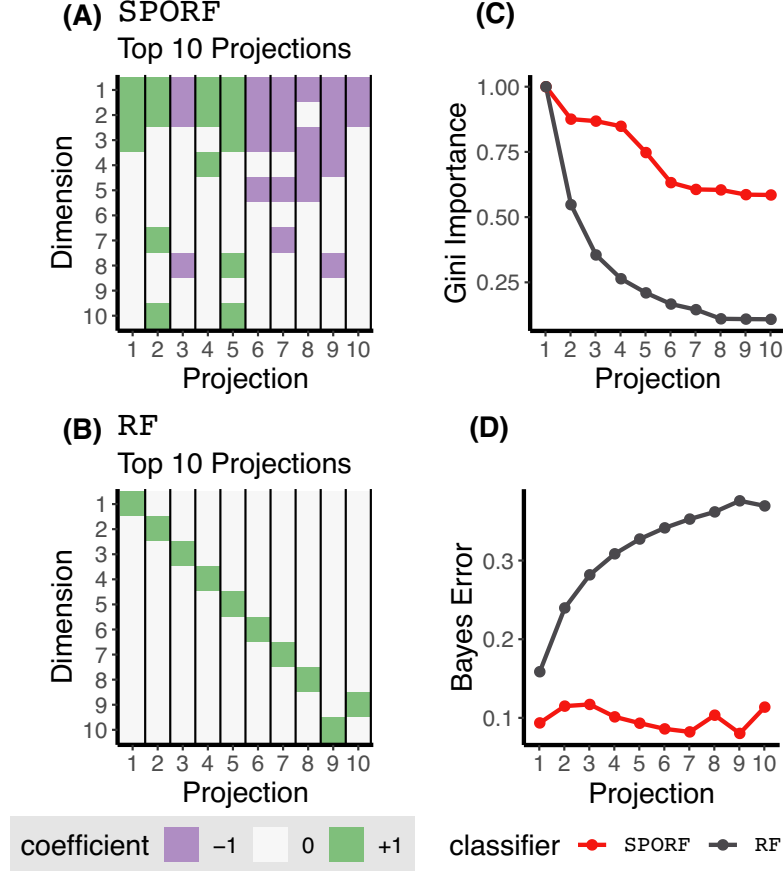 (A) SPORF
Top 10 Projections
Dimension
1
2
3
4
5
6
7
8
9
10
1 2 3 4 5 6 7 8 9 10
Projection
(C)
Gini Importance
1.00
0.75
0.50
0.25
1 2 3 4 5 6 7 8 9 10
Projection
(B) RF
Top 10 Projections
Dimension
1
2
3
4
5
6
7
8
9
10
1 2 3 4 5 6 7 8 9 10
Projection
(D)
Bayes Error
0.3
0.2
0.1
1 2 3 4 5 6 7 8 9 10
Projection
coefficient -1 0 +1
classifier SPORF RF